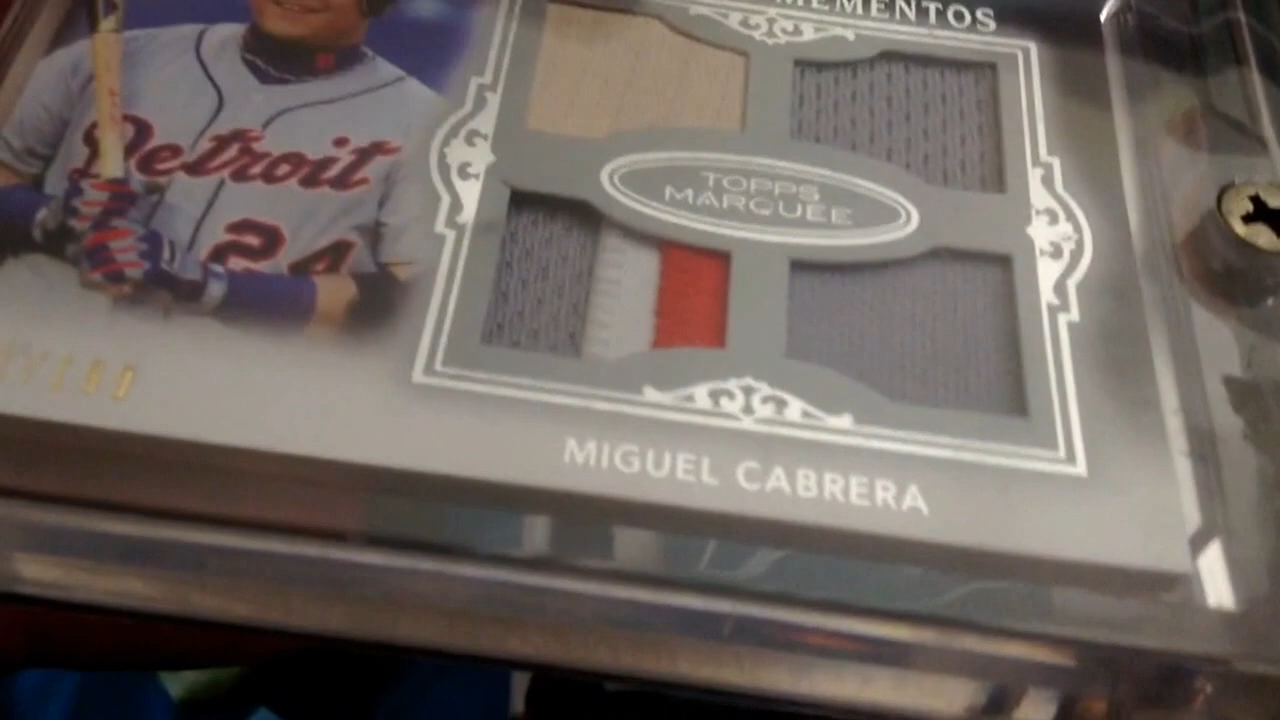 MEMENTOS
Detroit
24
TOPPS
MARQUEE
MIGUEL CABRERA